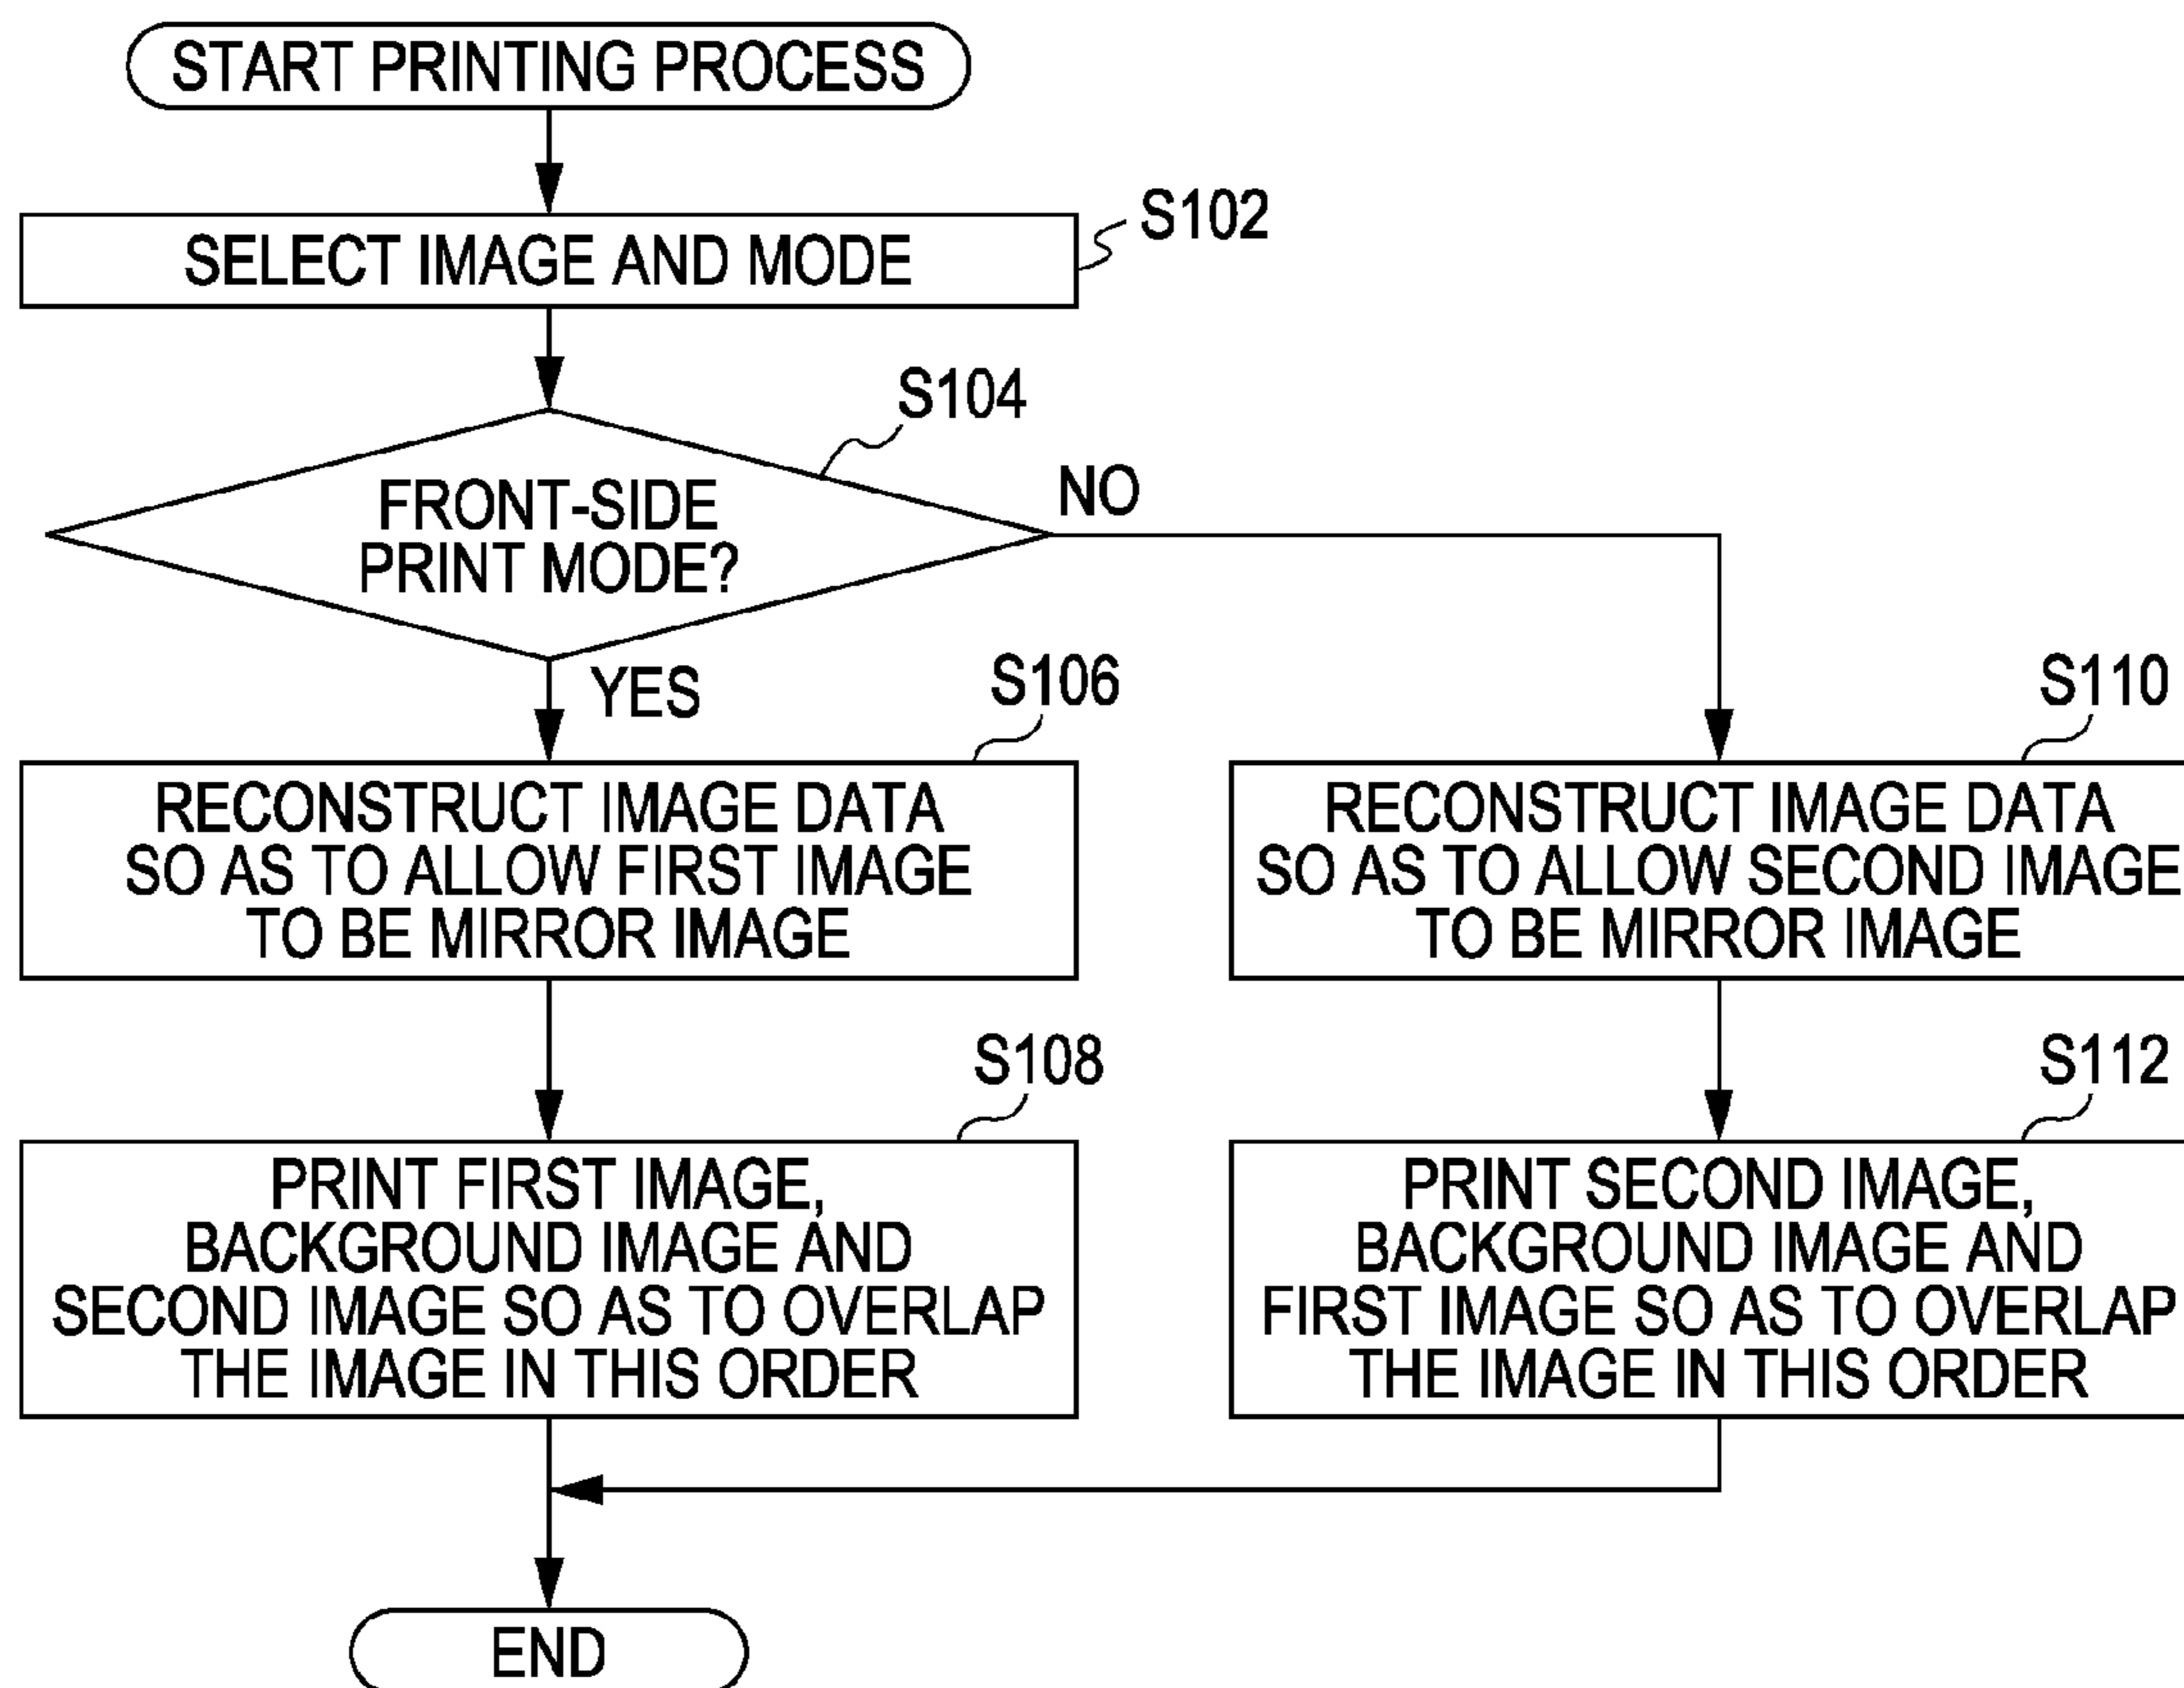 START PRINTING PROCESS
S102
SELECT IMAGE AND MODE
S104
FRONT-SIDE
PRINT MODE?
NO
YES
S106
RECONSTRUCT IMAGE DATA
SO AS TO ALLOW FIRST IMAGE
TO BE MIRROR IMAGE
S110
RECONSTRUCT IMAGE DATA
SO AS TO ALLOW SECOND IMAGE
TO BE MIRROR IMAGE
S108
PRINT FIRST IMAGE,
BACKGROUND IMAGE AND
SECOND IMAGE SO AS TO OVERLAP
THE IMAGE IN THIS ORDER
S112
PRINT SECOND IMAGE,
BACKGROUND IMAGE AND
FIRST IMAGE SO AS TO OVERLAP
THE IMAGE IN THIS ORDER
END